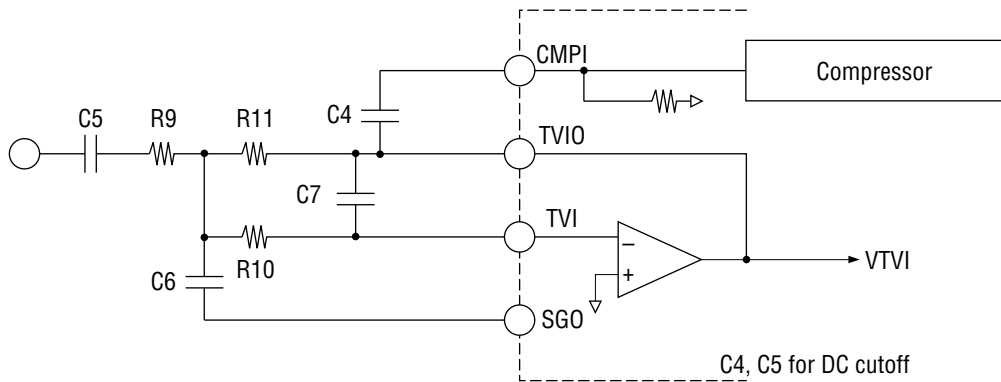 CMPI
Compressor
C5
R9
R11
C4
TVIO
C7
TVI
−
+
VTVI
R10
C6
SGO
C4, C5 for DC cutoff